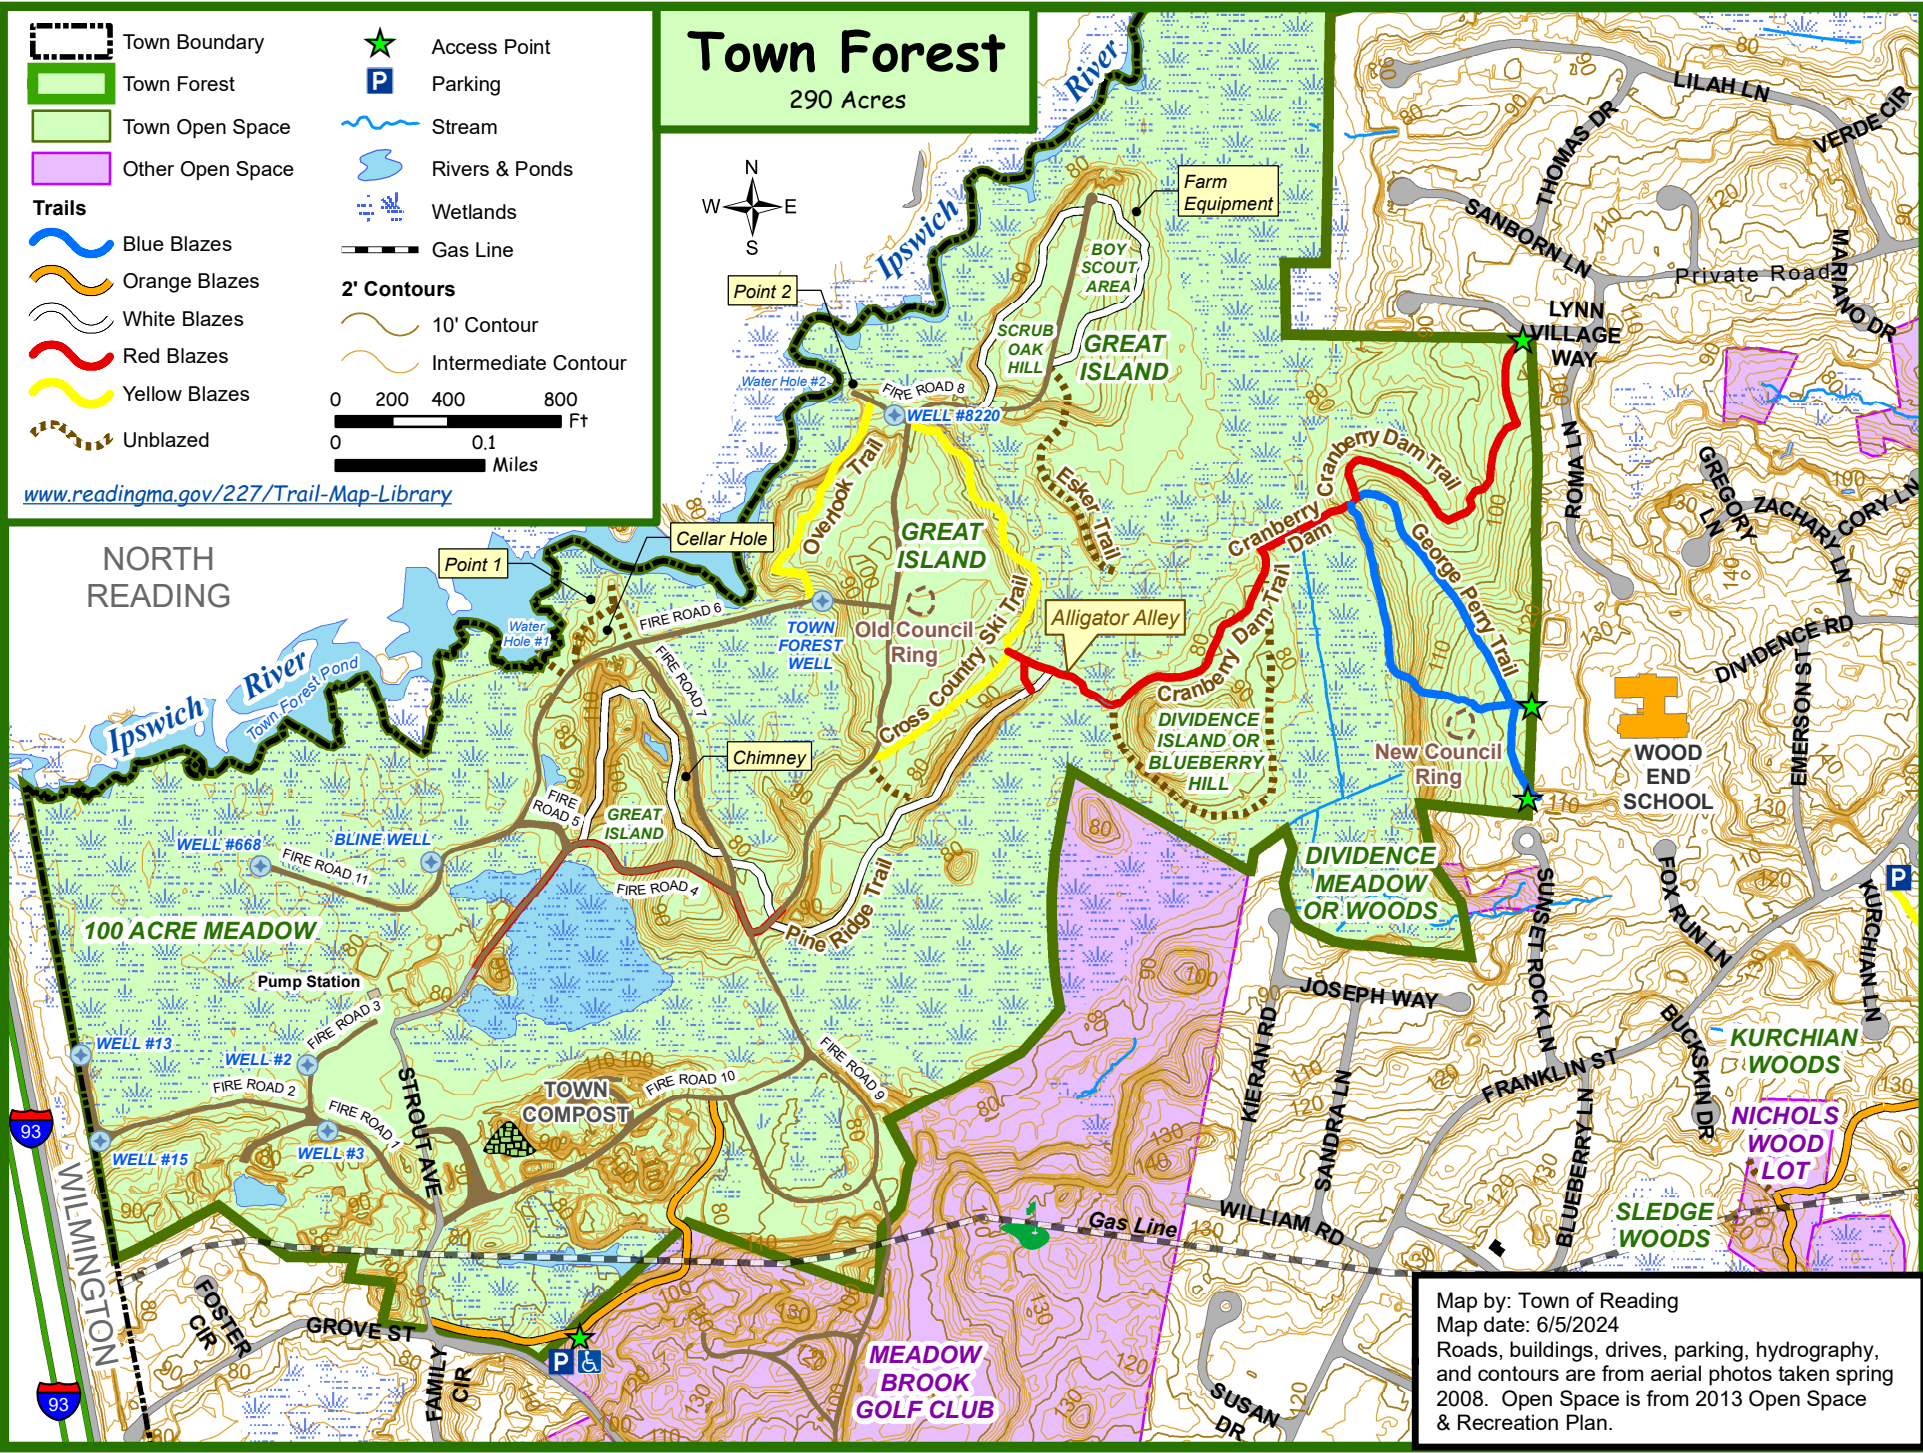 Town Forest
290 Acres
Town Boundary
Town Forest
Town Open Space
Other Open Space
Trails
Blue Blazes
Orange Blazes
White Blazes
Red Blazes
Yellow Blazes
Unblazed
Access Point
P
Parking
Stream
Rivers & Ponds
Wetlands
Gas Line
2' Contours
10' Contour
Intermediate Contour
0 200 400 800
Ft
0 0.1
Miles
www.readingma.gov/227/Trail-Map-Library
N
W E
S
River
Ipswich
Farm
Equipment
Point 2
BOY
SCOUT
AREA
SCRUB
OAK
HILL
GREAT
ISLAND
Water Hole #2
FIRE ROAD 8
WELL #8220
LILAH LN
VERDE CIR
THOMAS DR
SANBORN LN
Private Road
MARIANO DR
LYNN
VILLAGE
WAY
ROMA LN
GREGORY
LN
ZACHARY LN
CORY LN
DIVIDENCE RD
EMERSON ST
Overlook Trail
Esker Trail
GREAT
ISLAND
Cranberry Dam Trail
Cranberry
Dam
George Perry Trail
Cross Country Ski Trail
Old Council
Ring
Alligator Alley
Cranberry Dam Trail
DIVIDENCE
ISLAND OR
BLUEBERRY
HILL
New Council
Ring
WOOD
END
SCHOOL
NORTH
READING
Point 1
Cellar Hole
Water
Hole #1
FIRE ROAD 6
TOWN
FOREST
WELL
FIRE ROAD 7
Ipswich
River
Town Forest Pond
Chimney
FIRE
ROAD 5
GREAT
ISLAND
BLINE WELL
WELL #668
FIRE ROAD 11
FIRE ROAD 4
Pine Ridge Trail
100 ACRE MEADOW
Pump Station
FIRE ROAD 3
WELL #13
WELL #2
FIRE ROAD 2
FIRE ROAD 1
WELL #3
WELL #15
STROUT AVE
TOWN
COMPOST
FIRE ROAD 10
FIRE ROAD 9
DIVIDENCE
MEADOW
OR WOODS
P
SUNSET ROCK LN
FOX RUN LN
KURCHIAN LN
JOSEPH WAY
KIERAN RD
SANDRA LN
FRANKLIN ST
BUCKSKIN DR
BLUEBERRY LN
KURCHIAN
WOODS
NICHOLS
WOOD
LOT
SLEDGE
WOODS
WILLIAM RD
Gas Line
93
93
WILMINGTON
FOSTER
CIR
GROVE ST
FAMILY
CIR
P
MEADOW
BROOK
GOLF CLUB
SUSAN
DR
Map by: Town of Reading
Map date: 6/5/2024
Roads, buildings, drives, parking, hydrography,
and contours are from aerial photos taken spring
2008. Open Space is from 2013 Open Space
& Recreation Plan.